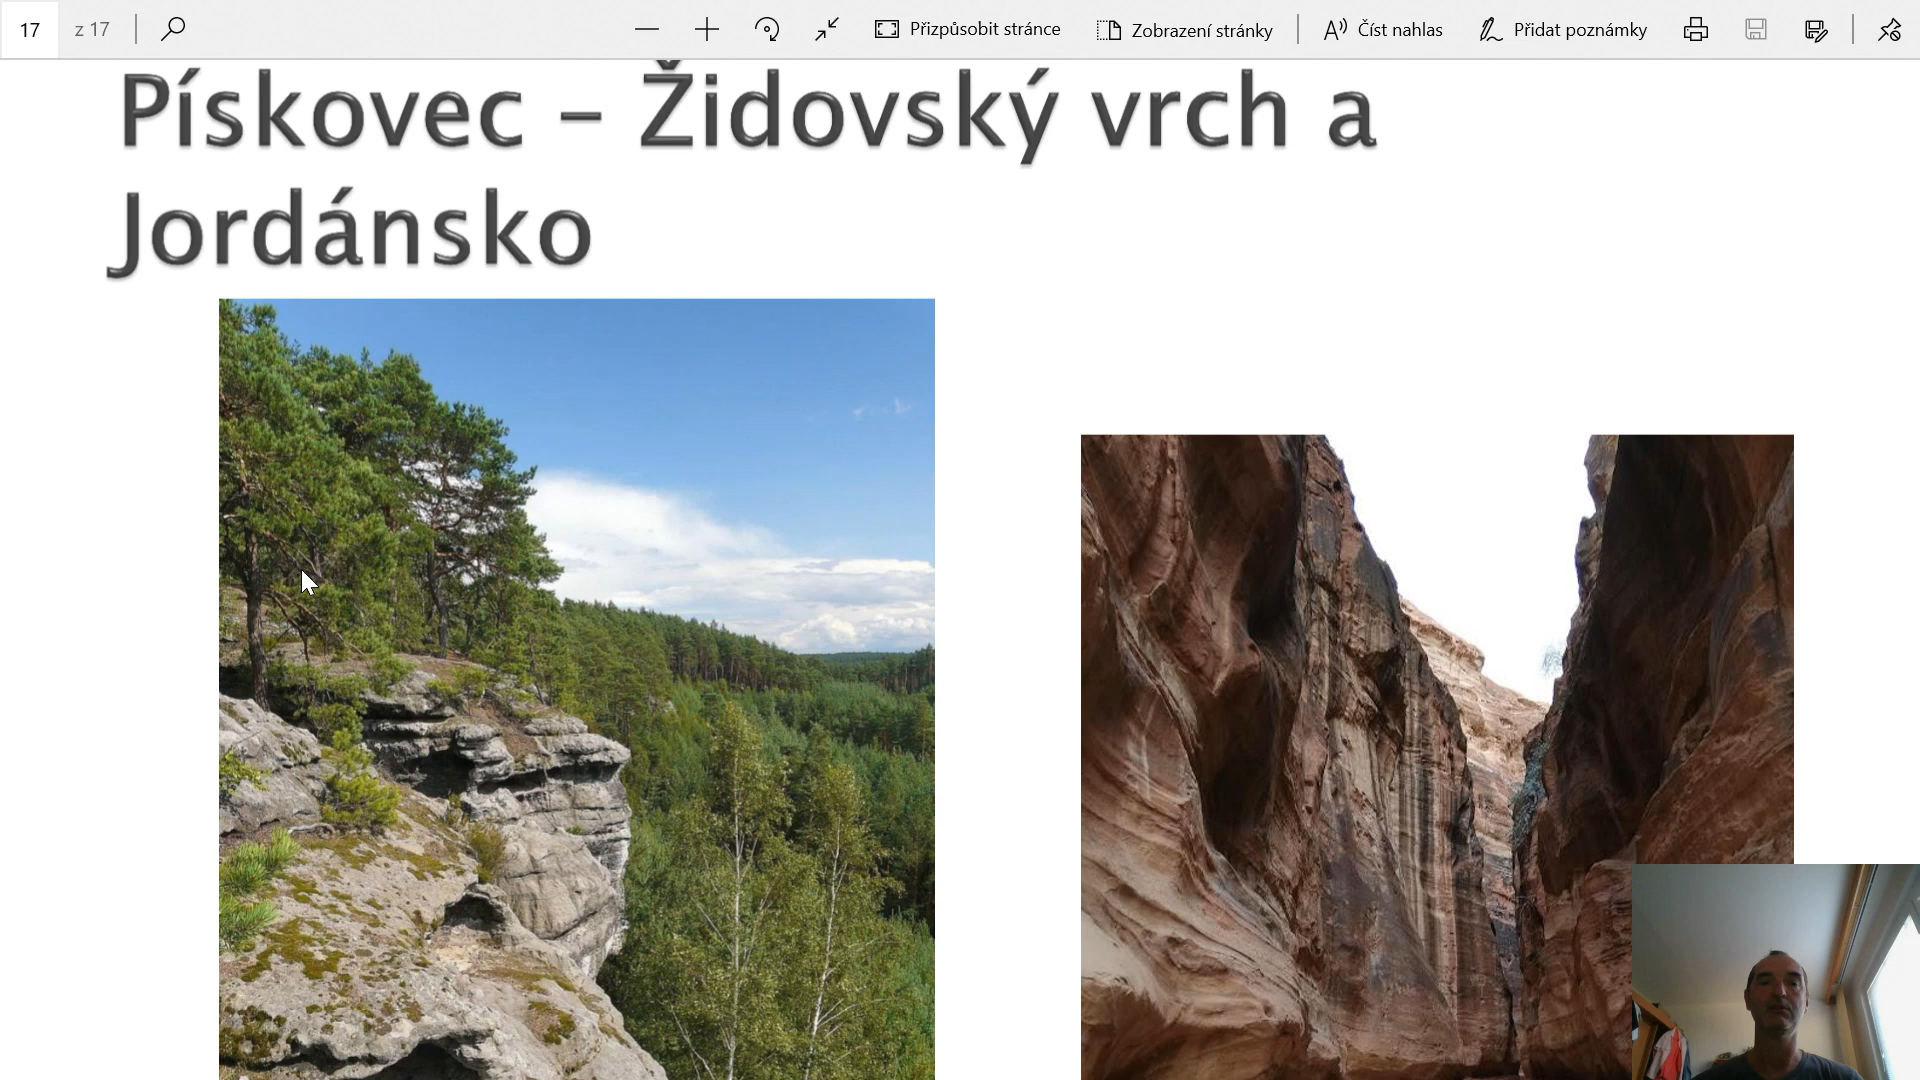 17 z 17 Přizpůsobit stránce Zobrazení stránky Číst nahlas Přidat poznámky
Pískovec – Židovský vrch a
Jordánsko